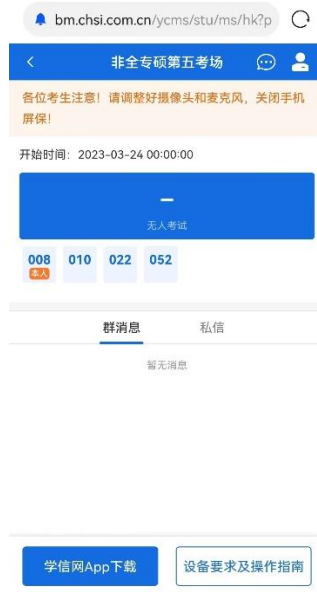 bm.chsi.com.cn/ycms/stu/ms/hk?p
非全专硕第五考场
各位考生注意！请调整好摄像头和麦克风，关闭手机
屏保!
开始时间：2023-03-24 00:00:00
–
无人考试
008 010 022 052
本人
群消息 私信
暂无消息
学信网App下载 设备要求及操作指南